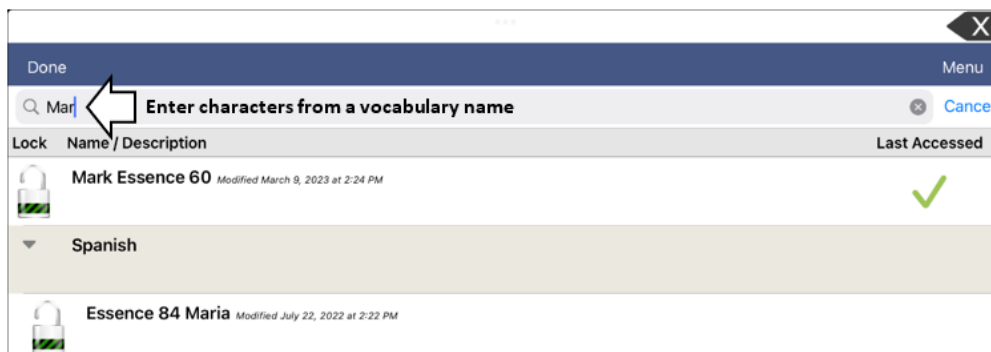 X
Done Menu
Mar Enter characters from a vocabulary name Cance
Lock Name / Description Last Accessed
Mark Essence 60 Modified March 9, 2023 at 2:24 PM
Spanish
Essence 84 Maria Modified July 22, 2022 at 2:22 PM